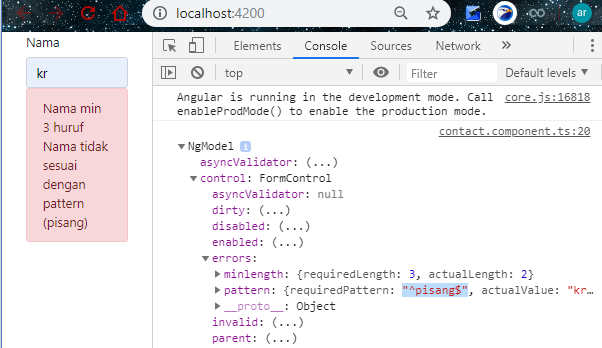 localhost:4200
ar
Nama
kr
Nama min
3 huruf
Nama tidak
sesuai
dengan
pattern
(pisang)
Elements Console Sources Network »
top Filter Default levels ▼
Angular is running in the development mode. Call core.js:16818
enableProdMode() to enable the production mode.
contact.component.ts:20
▼NgModel i
asyncValidator: (...)
▼control: FormControl
asyncValidator: null
dirty: (...)
disabled: (...)
enabled: (...)
▼errors:
▶minlength: {requiredLength: 3, actualLength: 2}
▶pattern: {requiredPattern: "^pisang$", actualValue: "kr…
▶__proto__: Object
invalid: (...)
parent: (...)